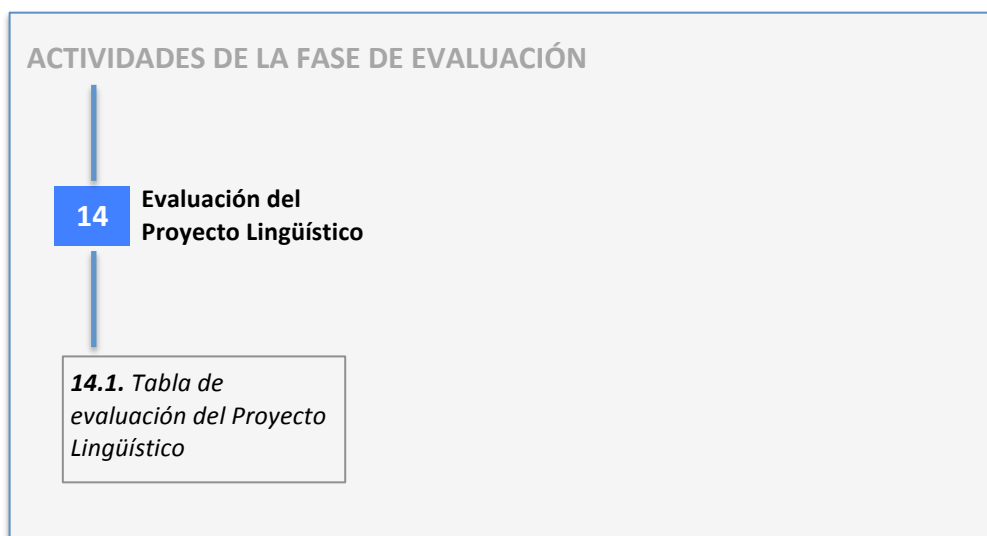 ACTIVIDADES DE LA FASE DE EVALUACIÓN
14
Evaluación del
Proyecto Lingüístico
14.1. Tabla de
evaluación del Proyecto
Lingüístico